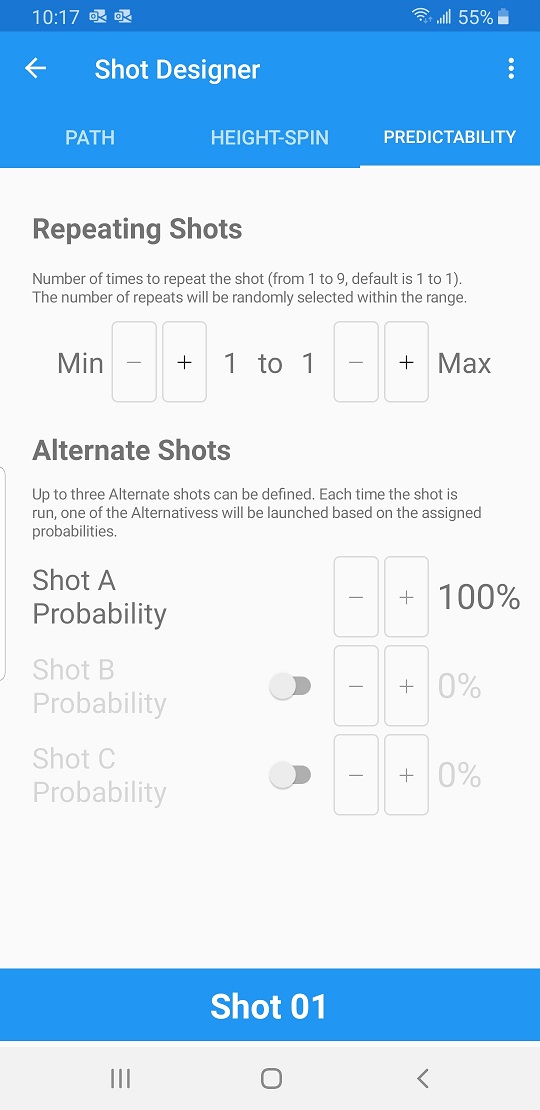 10:17 55%
Shot Designer
PATH HEIGHT-SPIN PREDICTABILITY
Repeating Shots
Number of times to repeat the shot (from 1 to 9, default is 1 to 1).
The number of repeats will be randomly selected within the range.
Min − + 1 to 1 − + Max
Alternate Shots
Up to three Alternate shots can be defined. Each time the shot is
run, one of the Alternativess will be launched based on the assigned
probabilities.
Shot A
Probability − + 100%
Shot B
Probability − + 0%
Shot C
Probability − + 0%
Shot 01